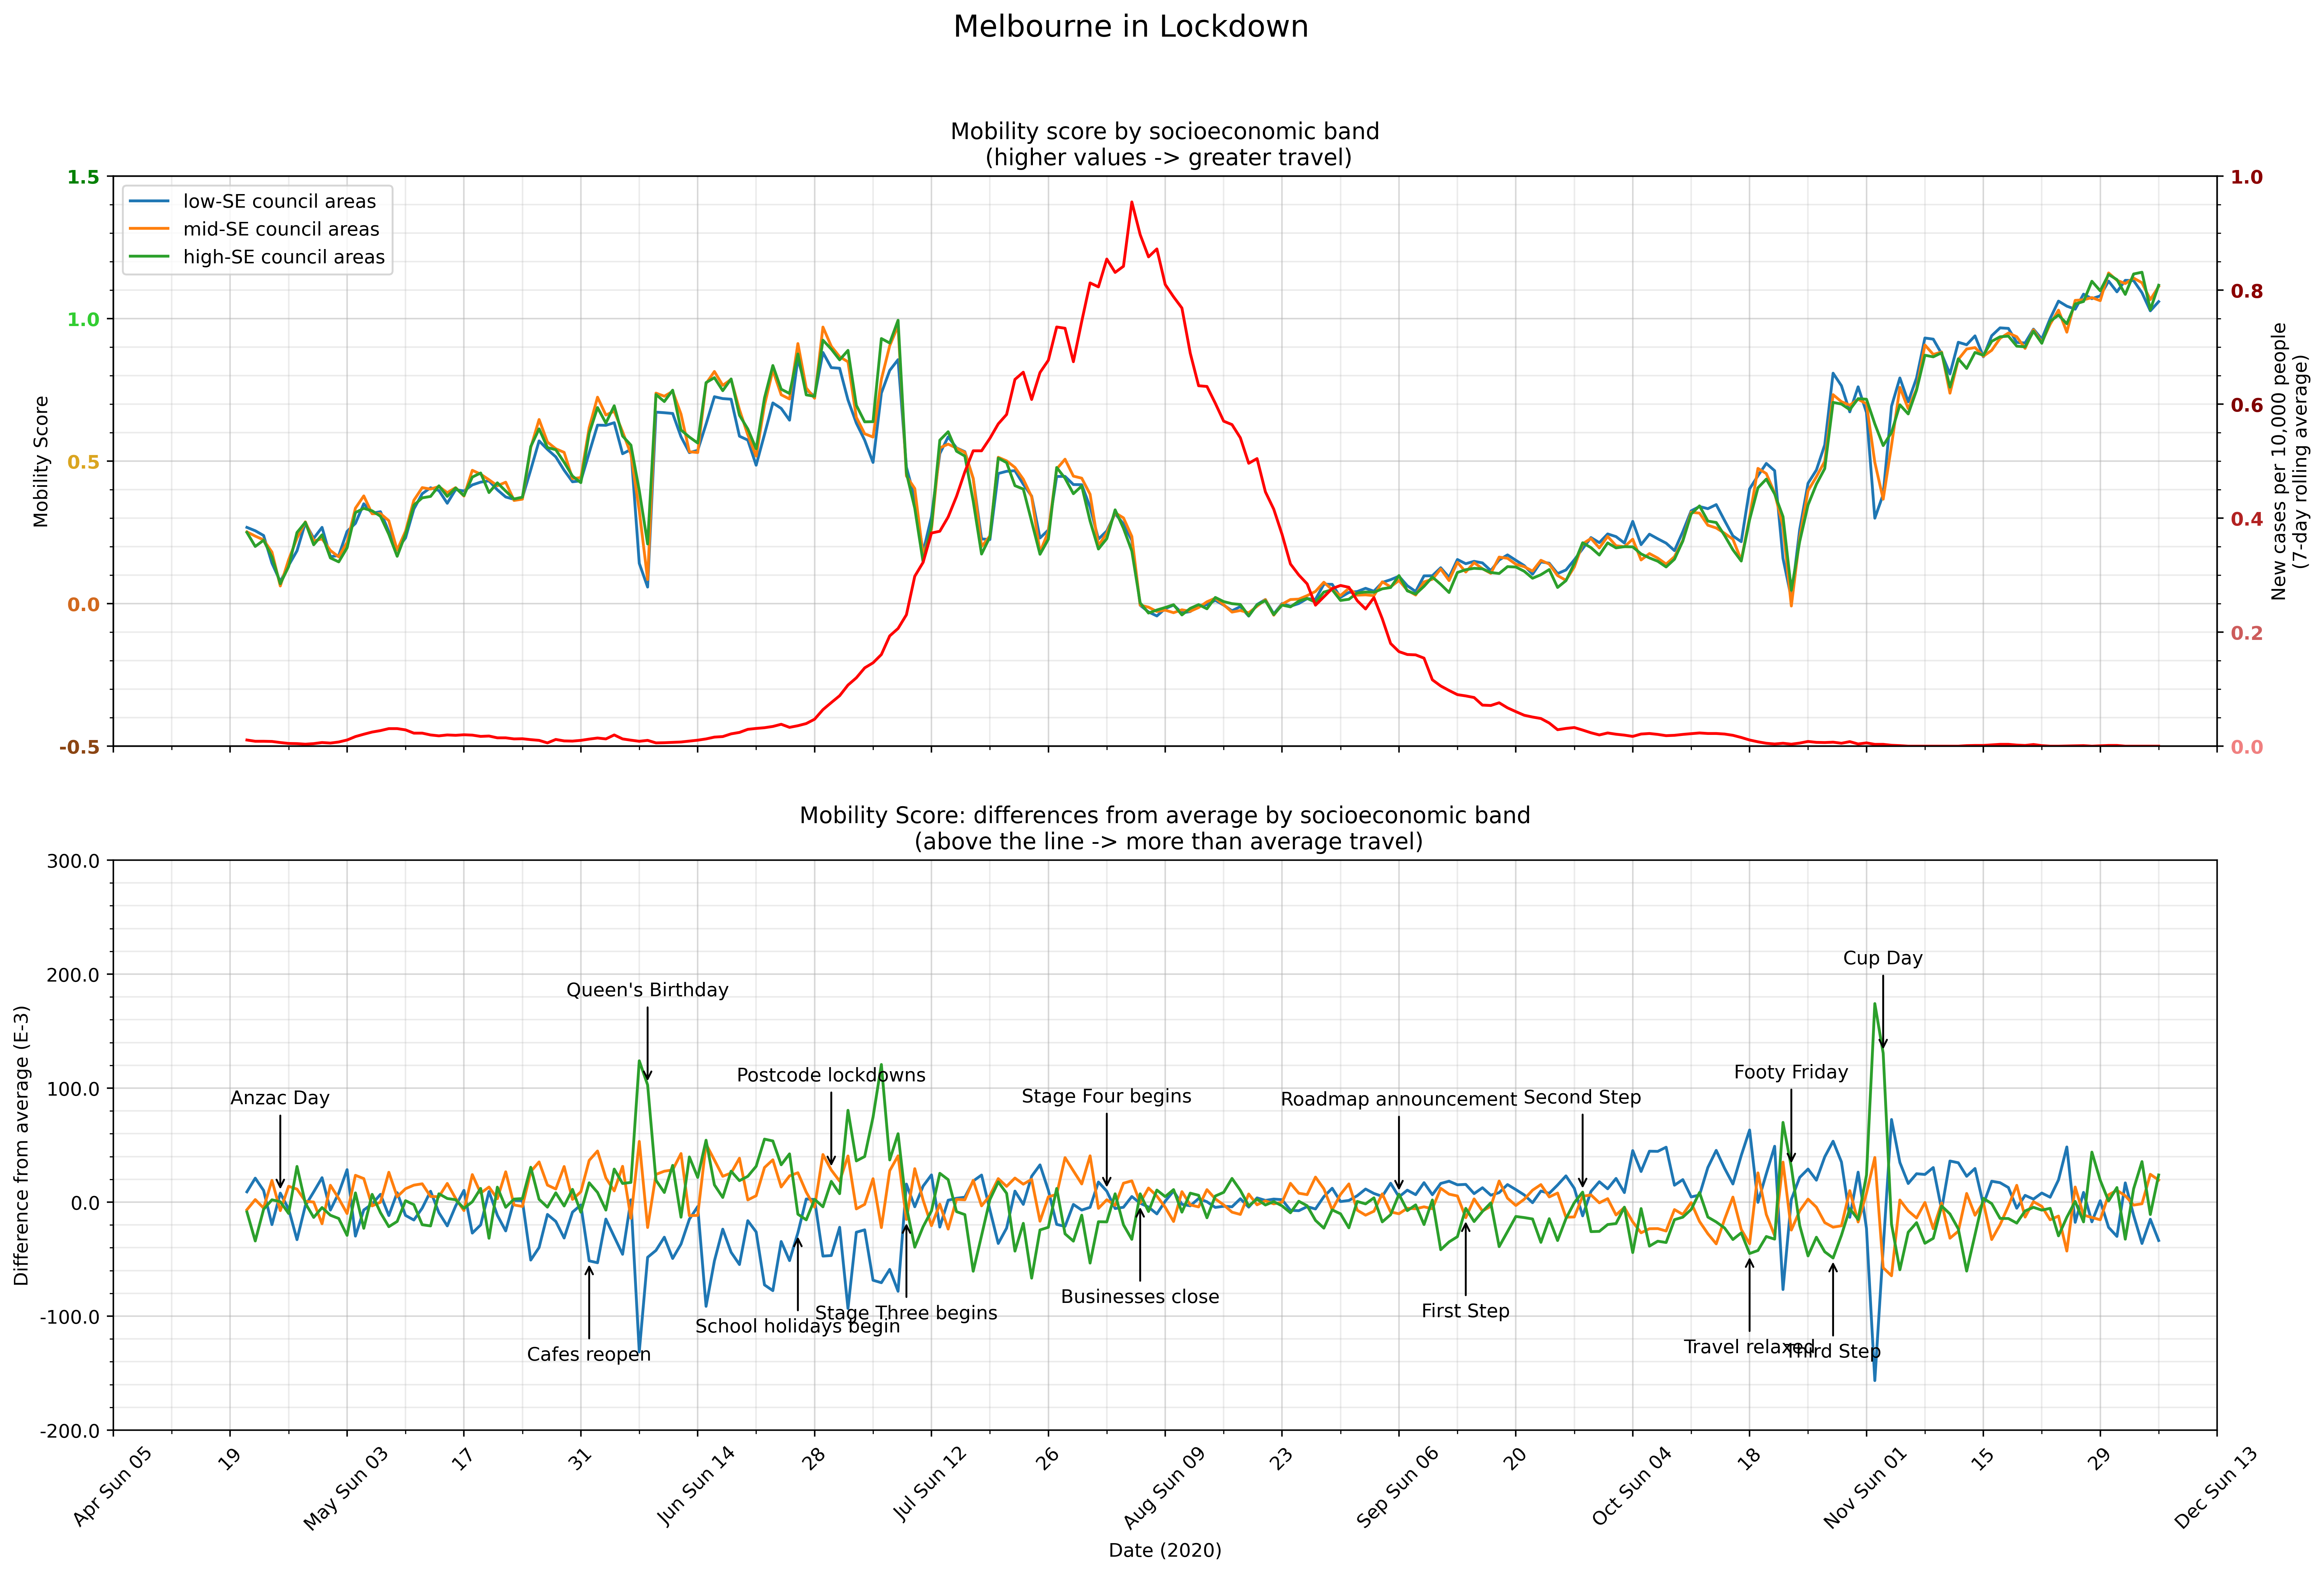 Melbourne in Lockdown
Mobility score by socioeconomic band
(higher values -> greater travel)
low-SE council areas
mid-SE council areas
high-SE council areas
1.5
1.0
0.5
0.0
-0.5
Mobility Score
1.0
0.8
0.6
0.4
0.2
0.0
New cases per 10,000 people
(7-day rolling average)
Mobility Score: differences from average by socioeconomic band
(above the line -> more than average travel)
300.0
200.0
100.0
0.0
-100.0
-200.0
Difference from average (E-3)
Cup Day
Queen's Birthday
Postcode lockdowns
Footy Friday
Anzac Day
Stage Four begins
Roadmap announcement
Second Step
Businesses close
First Step
Stage Three begins
School holidays begin
Cafes reopen
Travel relaxed
Third Step
Apr Sun 05
19
May Sun 03
17
31
Jun Sun 14
28
Jul Sun 12
26
Aug Sun 09
23
Sep Sun 06
20
Oct Sun 04
18
Nov Sun 01
15
29
Dec Sun 13
Date (2020)